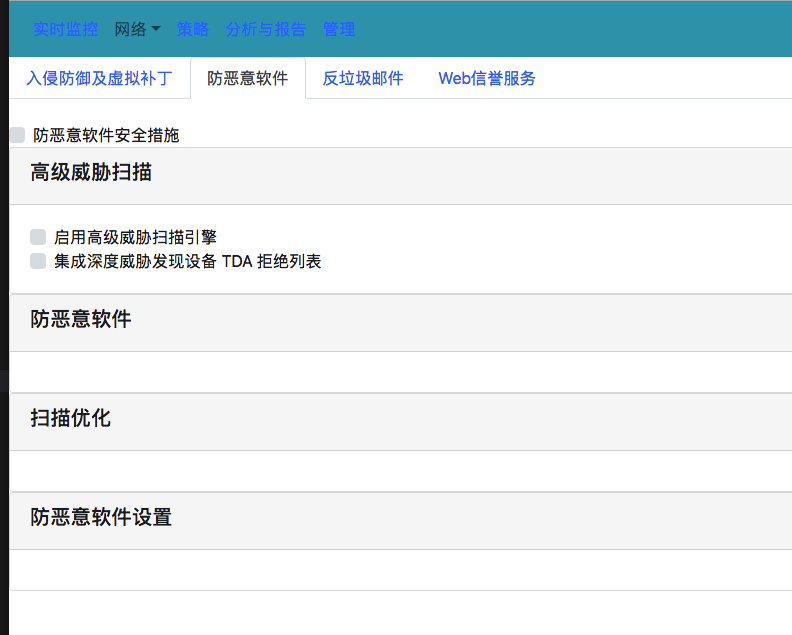 实时监控 网络 策略 分析与报告 管理
入侵防御及虚拟补丁 防恶意软件 反垃圾邮件 Web信誉服务
防恶意软件安全措施
高级威胁扫描
启用高级威胁扫描引擎
集成深度威胁发现设备 TDA 拒绝列表
防恶意软件
扫描优化
防恶意软件设置